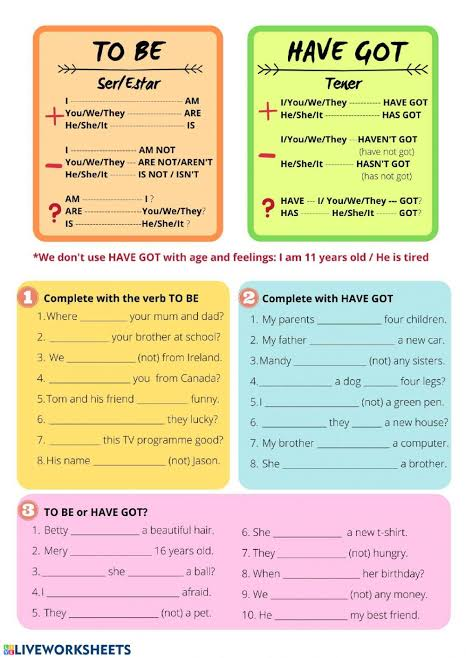 TO BE
Ser/Estar
+ I ---------------------------- AM
You/We/They ------------ ARE
He/She/It ------------------ IS
- I ------------------- AM NOT
You/We/They --- ARE NOT/AREN'T
He/She/It ------ IS NOT / ISN'T
? AM --------------------- I ?
ARE --------------------You/We/They?
IS ----------------------He/She/It ?
HAVE GOT
Tener
+ I/You/We/They ------ HAVE GOT
He/She/It ---------------- HAS GOT
- I/You/We/They -- HAVEN'T GOT
(have not got)
He/She/It --------- HASN'T GOT
(has not got)
? HAVE --- I/ You/We/They --- GOT?
HAS ------ He/She/It ------ GOT?
*We don't use HAVE GOT with age and feelings: I am 11 years old / He is tired
1 Complete with the verb TO BE
1.Where _________ your mum and dad?
2. _________ your brother at school?
3. We _________ (not) from Ireland.
4. _____________ you from Canada?
5.Tom and his friend _____ funny.
6. ____________________ they lucky?
7. _________ this TV programme good?
8.His name ____________ (not) Jason.
2 Complete with HAVE GOT
1. My parents ___________ four children.
2. My father _______________ a new car.
3.Mandy _____________ (not) any sisters.
4.____________ a dog ______ four legs?
5.I ________________ (not) a green pen.
6. ___________ they _____ a new house?
7. My brother ____________ a computer.
8. She _____________________ a brother.
3 TO BE or HAVE GOT?
1. Betty ____________ a beautiful hair.
2. Mery ______________ 16 years old.
3.___________ she __________ a ball?
4.I _______________________ afraid.
5. They ______________ (not) a pet.
6. She ____________ a new t-shirt.
7. They ____________ (not) hungry.
8. When _____________ her birthday?
9. We _____________ (not) any money.
10. He _____________ my best friend.
LIVEWORKSHEETS